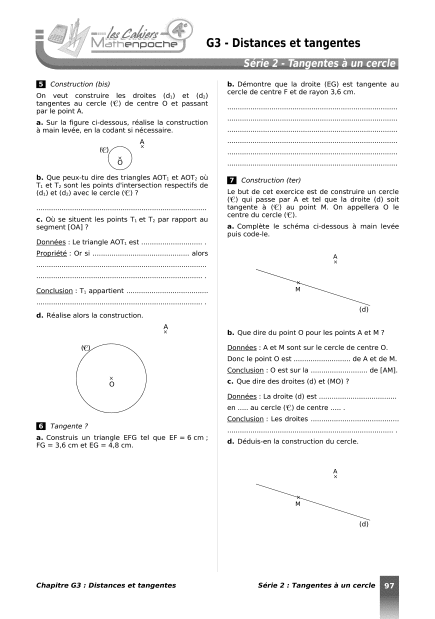 les Cahiers
Mathenpoche
4e
G3 - Distances et tangentes
Série 2 - Tangentes à un cercle
5 Construction (bis)
On veut construire les droites (d₁) et (d₂)
tangentes au cercle (𝒞) de centre O et passant
par le point A.
a. Sur la figure ci-dessous, réalise la construction
à main levée, en la codant si nécessaire.
A
(𝒞)
O
b. Que peux-tu dire des triangles AOT₁ et AOT₂ où
T₁ et T₂ sont les points d'intersection respectifs de
(d₁) et (d₂) avec le cercle (𝒞) ?
......................................................................
c. Où se situent les points T₁ et T₂ par rapport au
segment [OA] ?
Données : Le triangle AOT₁ est ............................ .
Propriété : Or si .......................................... alors
......................................................................
..................................................................... .
Conclusion : T₁ appartient ..................................
..................................................................... .
d. Réalise alors la construction.
A
(𝒞)
O
6 Tangente ?
a. Construis un triangle EFG tel que EF = 6 cm ;
FG = 3,6 cm et EG = 4,8 cm.
b. Démontre que la droite (EG) est tangente au
cercle de centre F et de rayon 3,6 cm.
......................................................................
......................................................................
......................................................................
......................................................................
......................................................................
......................................................................
7 Construction (ter)
Le but de cet exercice est de construire un cercle
(𝒞) qui passe par A et tel que la droite (d) soit
tangente à (𝒞) au point M. On appellera O le
centre du cercle (𝒞).
a. Complète le schéma ci-dessous à main levée
puis code-le.
A
M
(d)
b. Que dire du point O pour les points A et M ?
Données : A et M sont sur le cercle de centre O.
Donc le point O est .......................... de A et de M.
Conclusion : O est sur la .......................... de [AM].
c. Que dire des droites (d) et (MO) ?
Données : La droite (d) est ..................................
en ..... au cercle (𝒞) de centre ..... .
Conclusion : Les droites ......................................
..................................................................... .
d. Déduis-en la construction du cercle.
A
M
(d)
Chapitre G3 : Distances et tangentes
Série 2 : Tangentes à un cercle 97